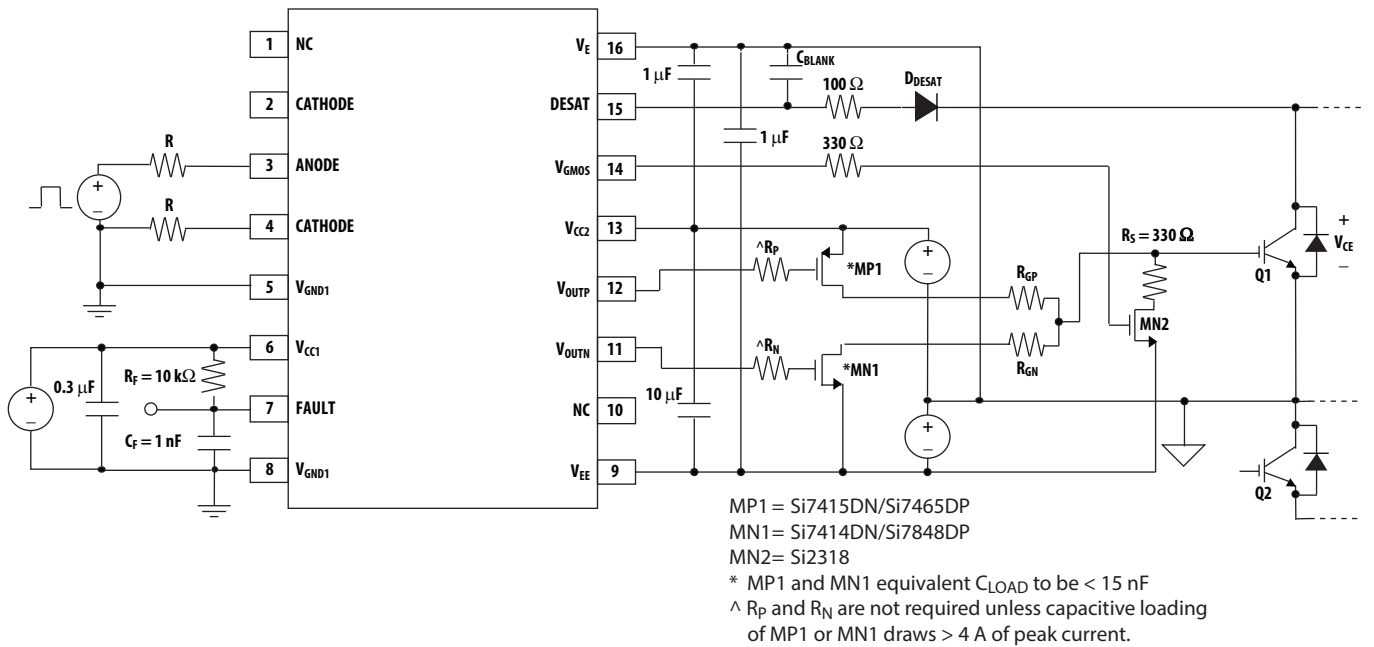 1 NC
2 CATHODE
3 ANODE
4 CATHODE
5 VGND1
6 VCC1
7 FAULT
8 VGND1
VE 16
DESAT 15
VGMOS 14
VCC2 13
VOUTP 12
VOUTN 11
NC 10
VEE 9
R
R
+
−
+
−
0.3 μF
RF = 10 kΩ
CF = 1 nF
1 μF
1 μF
CBLANK
100 Ω
DDESAT
330 Ω
^RP
*MP1
^RN
*MN1
10 μF
+
−
+
−
RGP
RGN
RS = 330 Ω
MN2
Q1
+
VCE
−
Q2
MP1 = Si7415DN/Si7465DP
MN1= Si7414DN/Si7848DP
MN2= Si2318
* MP1 and MN1 equivalent CLOAD to be < 15 nF
^ RP and RN are not required unless capacitive loading
of MP1 or MN1 draws > 4 A of peak current.